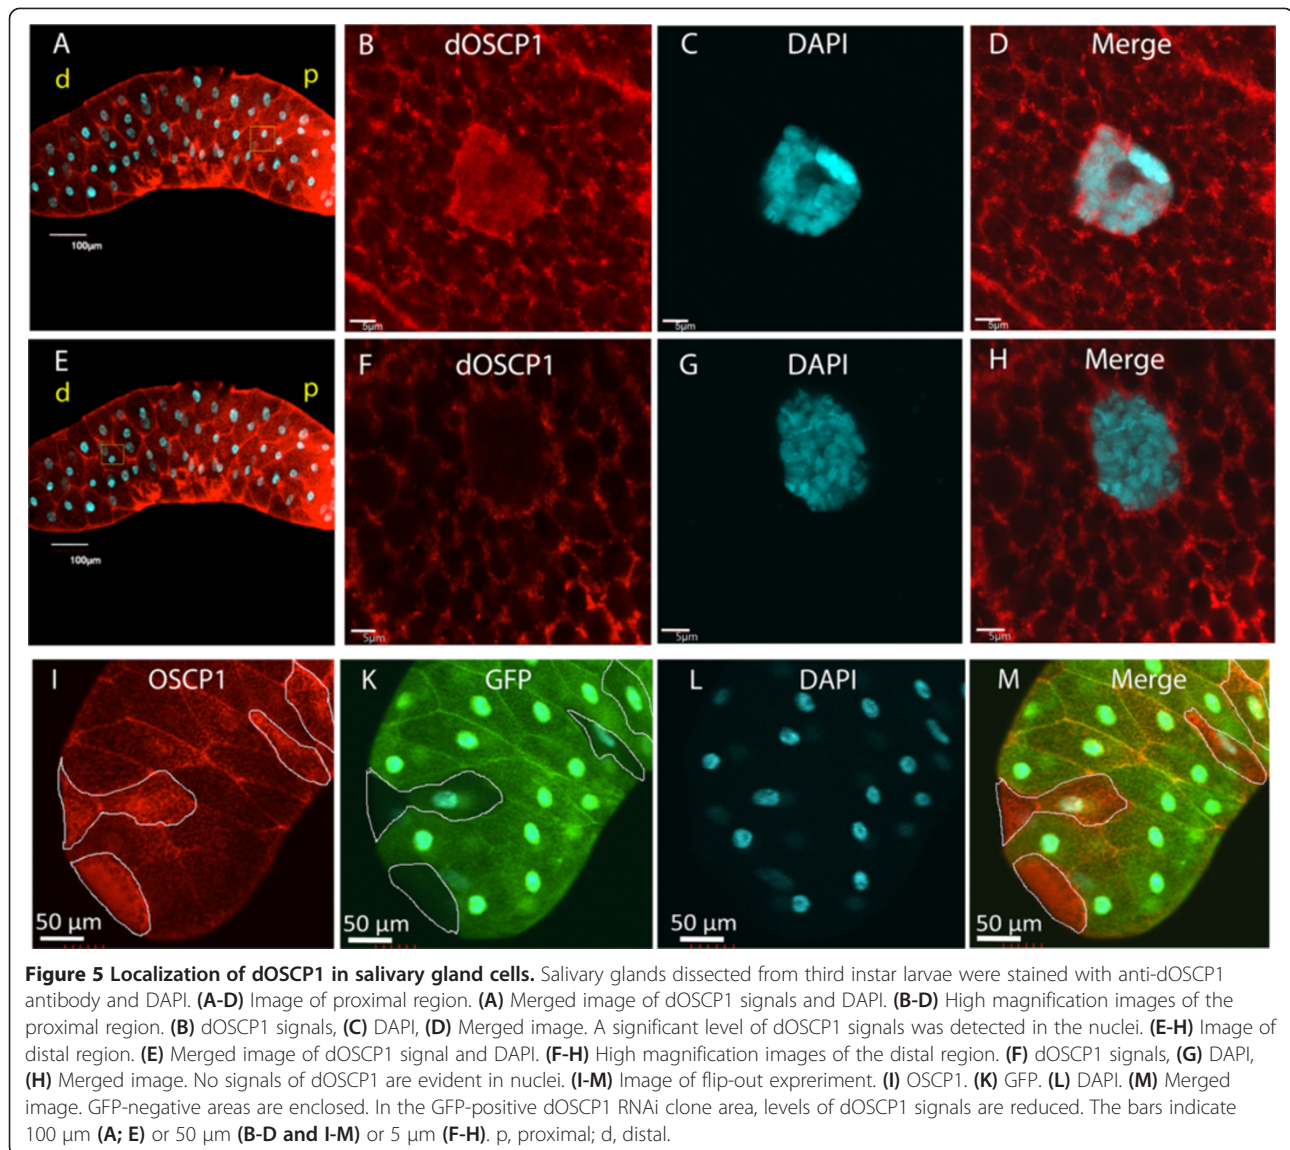 A
d
p
100µm
B
dOSCP1
5µm
C
DAPI
5µm
D
Merge
5µm
E
d
p
100µm
F
dOSCP1
5µm
G
DAPI
5µm
H
Merge
5µm
I
OSCP1
50 µm
K
GFP
50 µm
L
DAPI
50 µm
M
Merge
50 µm
Figure 5 Localization of dOSCP1 in salivary gland cells. Salivary glands dissected from third instar larvae were stained with anti-dOSCP1
antibody and DAPI. (A-D) Image of proximal region. (A) Merged image of dOSCP1 signals and DAPI. (B-D) High magnification images of the
proximal region. (B) dOSCP1 signals, (C) DAPI, (D) Merged image. A significant level of dOSCP1 signals was detected in the nuclei. (E-H) Image of
distal region. (E) Merged image of dOSCP1 signal and DAPI. (F-H) High magnification images of the distal region. (F) dOSCP1 signals, (G) DAPI,
(H) Merged image. No signals of dOSCP1 are evident in nuclei. (I-M) Image of flip-out expreriment. (I) OSCP1. (K) GFP. (L) DAPI. (M) Merged
image. GFP-negative areas are enclosed. In the GFP-positive dOSCP1 RNAi clone area, levels of dOSCP1 signals are reduced. The bars indicate
100 µm (A; E) or 50 µm (B-D and I-M) or 5 µm (F-H). p, proximal; d, distal.